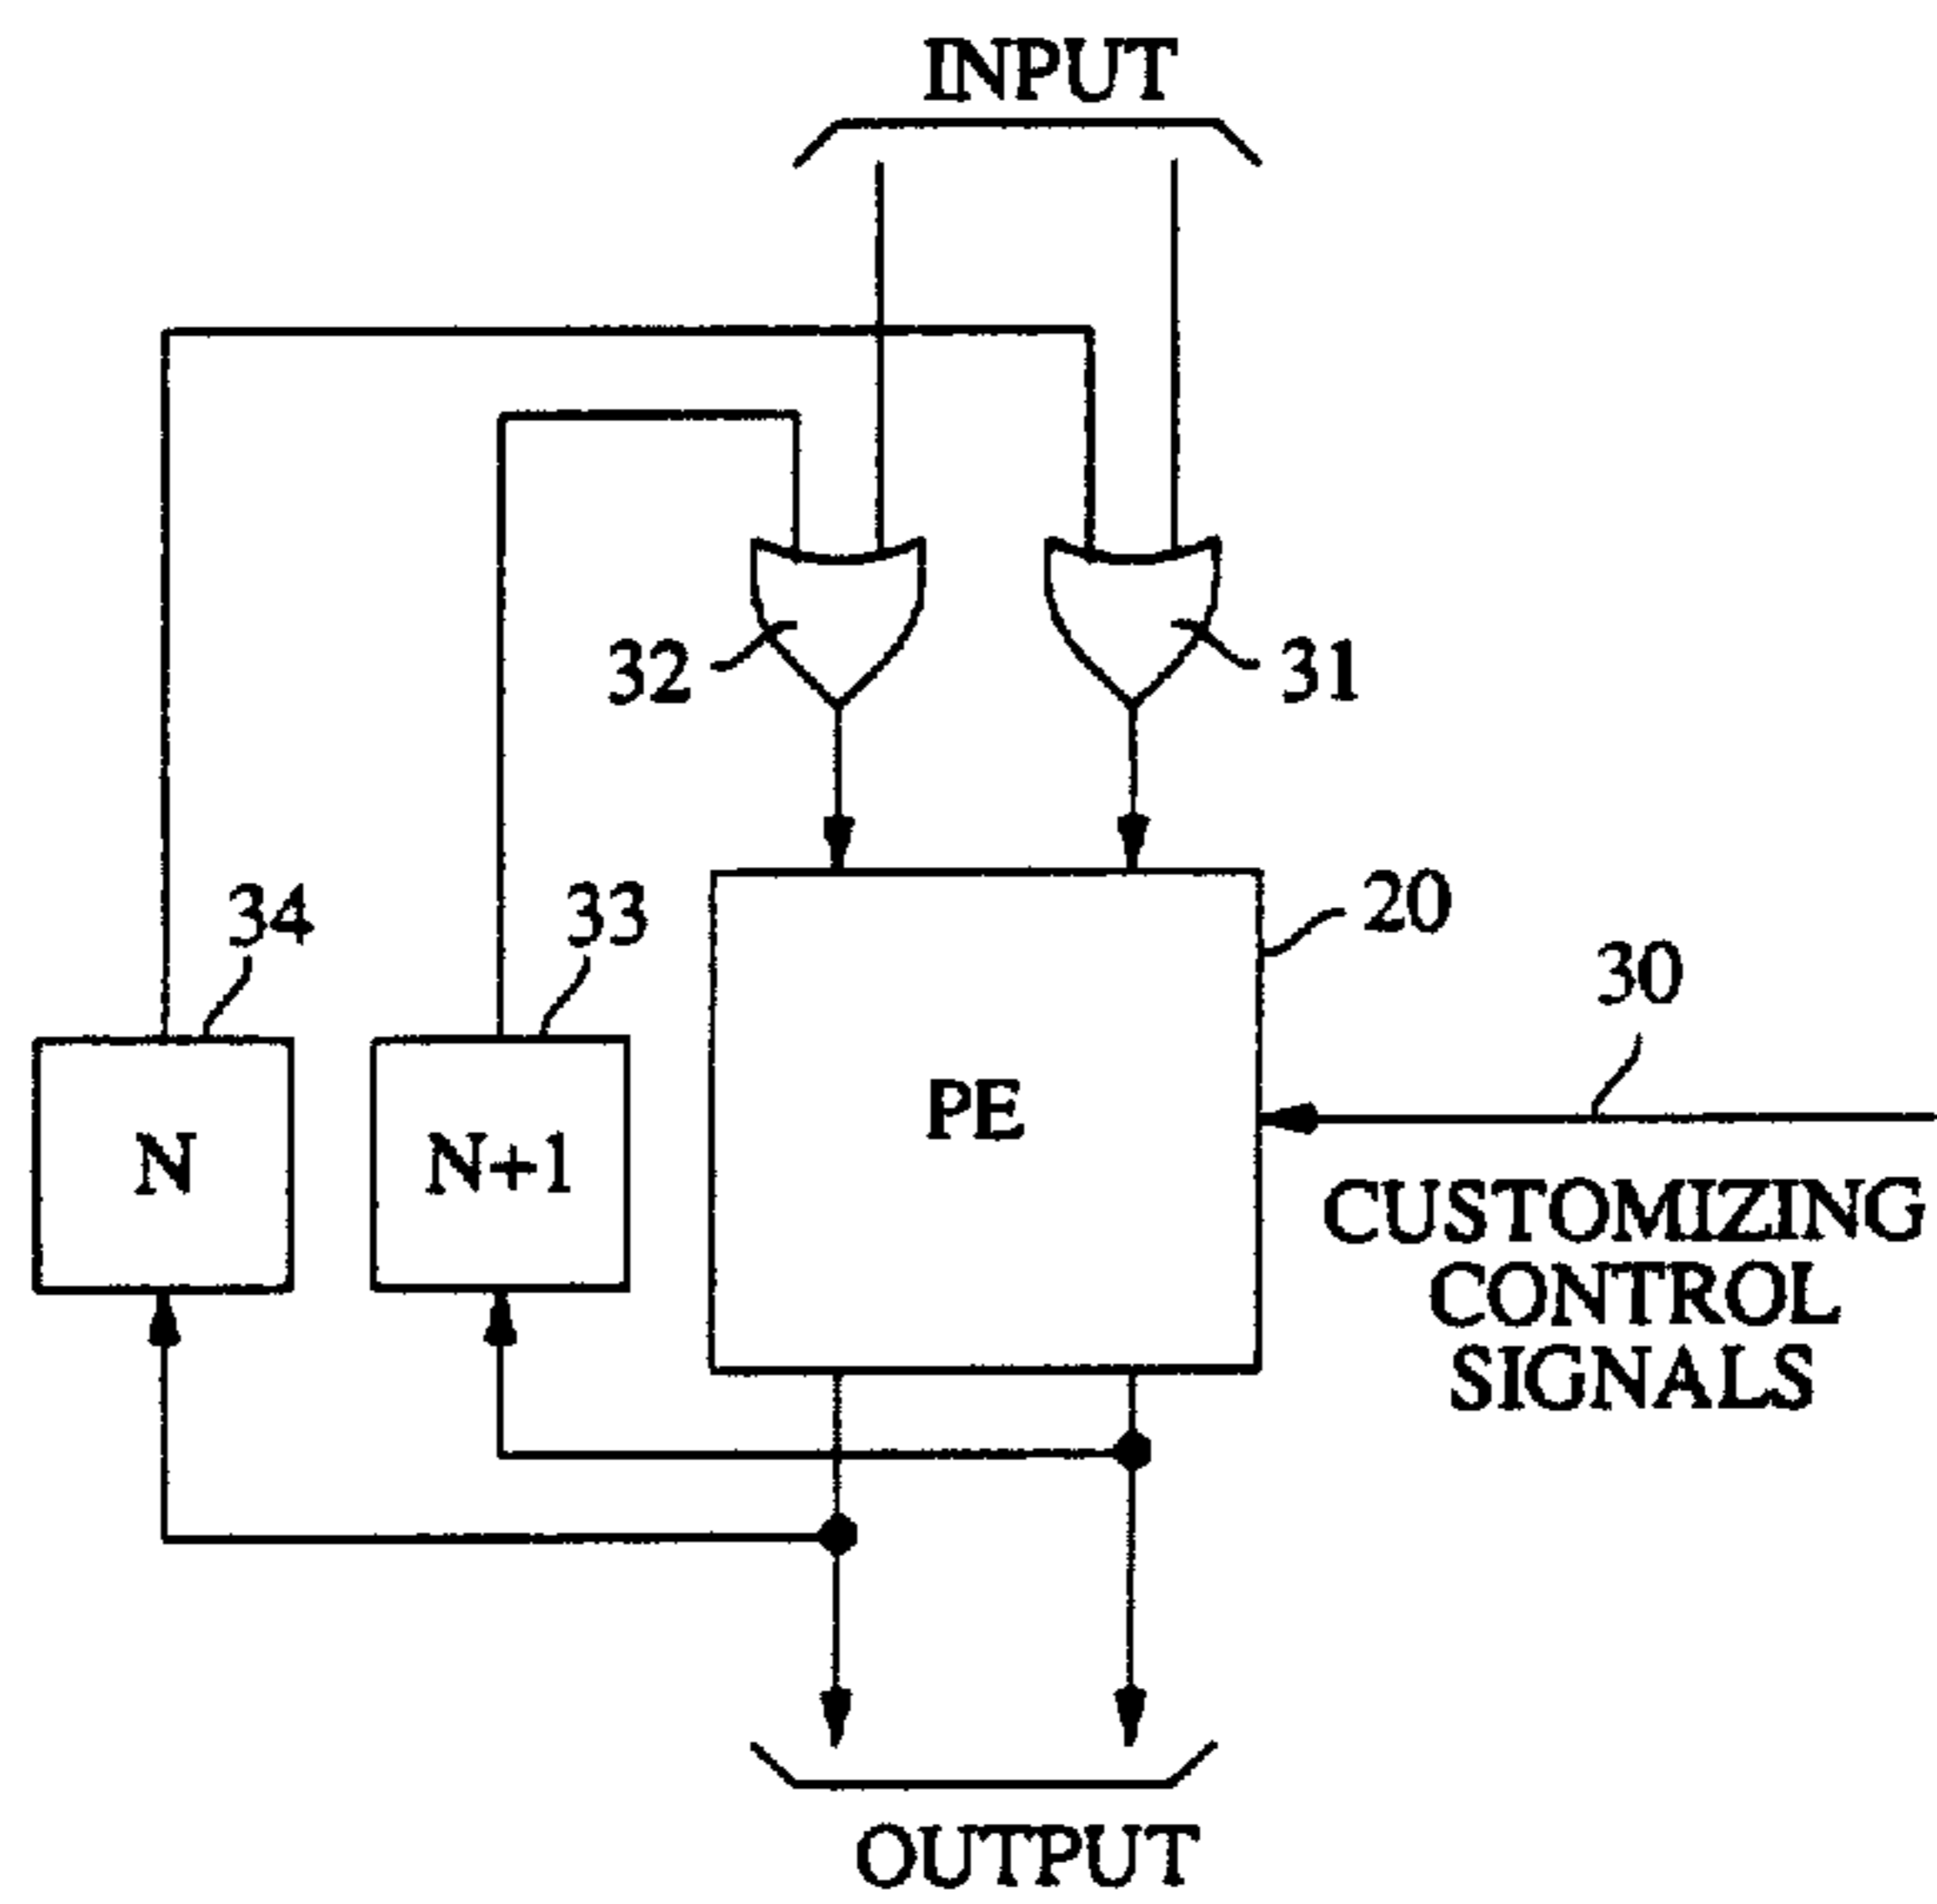 INPUT
32
31
34
33
20
30
PE
N
N+1
CUSTOMIZING
CONTROL
SIGNALS
OUTPUT